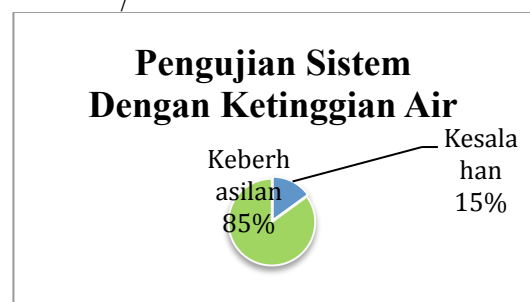 Pengujian Sistem
Dengan Ketinggian Air
Keberh
asilan
85%
Kesala
han
15%